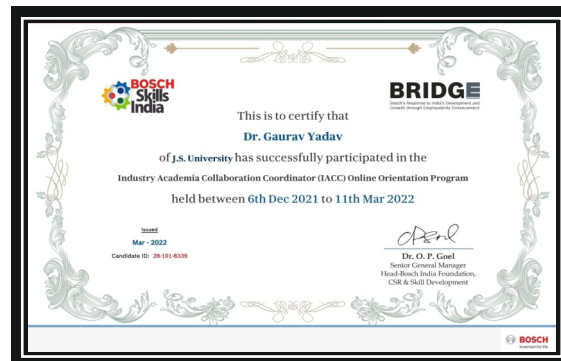 BOSCH
Skills
India
BRIDGE
Bosch's Response to India's Development and
Growth through Employability Enhancement
This is to certify that
Dr. Gaurav Yadav
of J.S. University has successfully participated in the
Industry Academia Collaboration Coordinator (IACC) Online Orientation Program
held between 6th Dec 2021 to 11th Mar 2022
Issued
Mar - 2022
Candidate ID: 28-101-8339
Dr. O. P. Goel
Senior General Manager
Head-Bosch India Foundation,
CSR & Skill Development
BOSCH
Invented for life